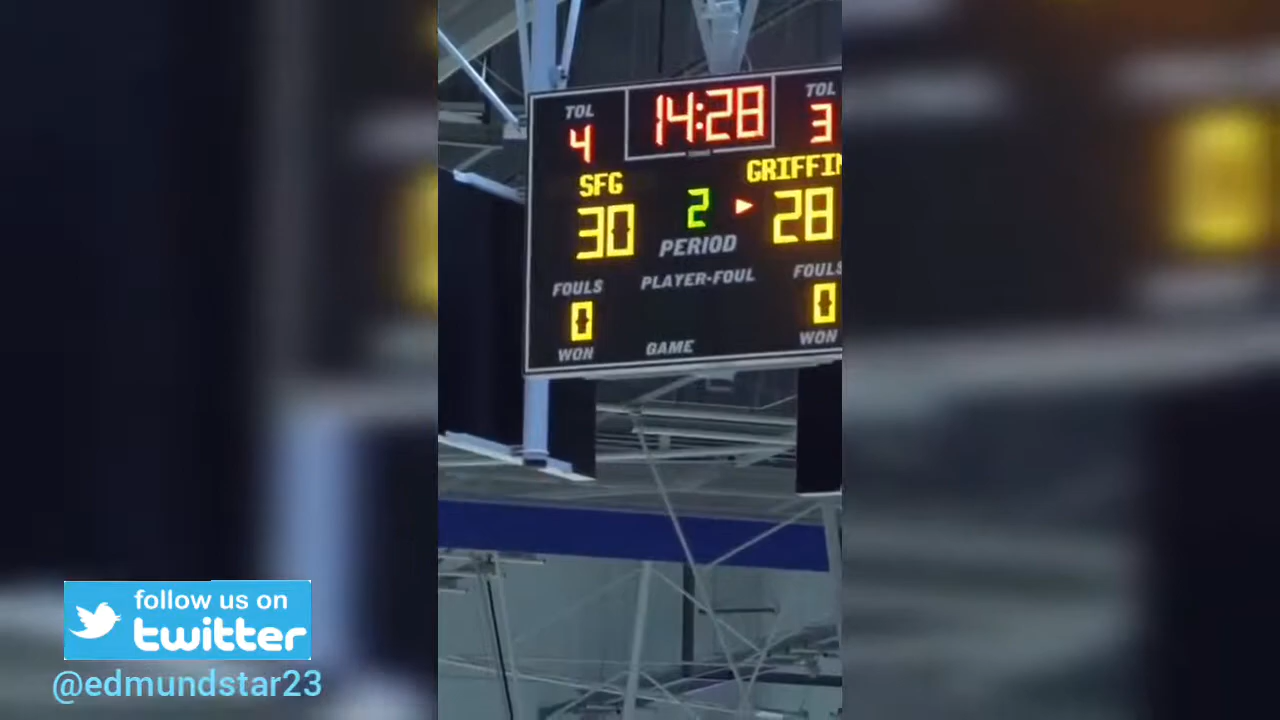 TOL 14:28 TOL
4 3
SFG GRIFFIN
30 2 28
PERIOD
FOULS PLAYER-FOUL FOULS
0 0
WON GAME WON
follow us on
twitter
@edmundstar23